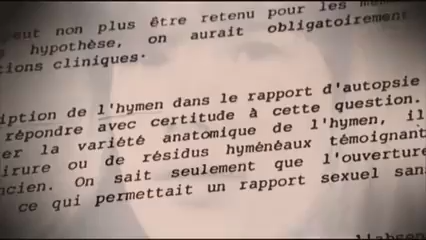 eut non plus être retenu pour les
hypothèse, on aurait obligatoirement
tions cliniques.
iption de l'hymen dans le rapport d'autopsie
répondre avec certitude à cette question.
er la variété anatomique de l'hymen, il
irure ou de résidus hyménéaux témoignant
ncien. On sait seulement que l'ouverture
ce qui permettait un rapport sexuel san